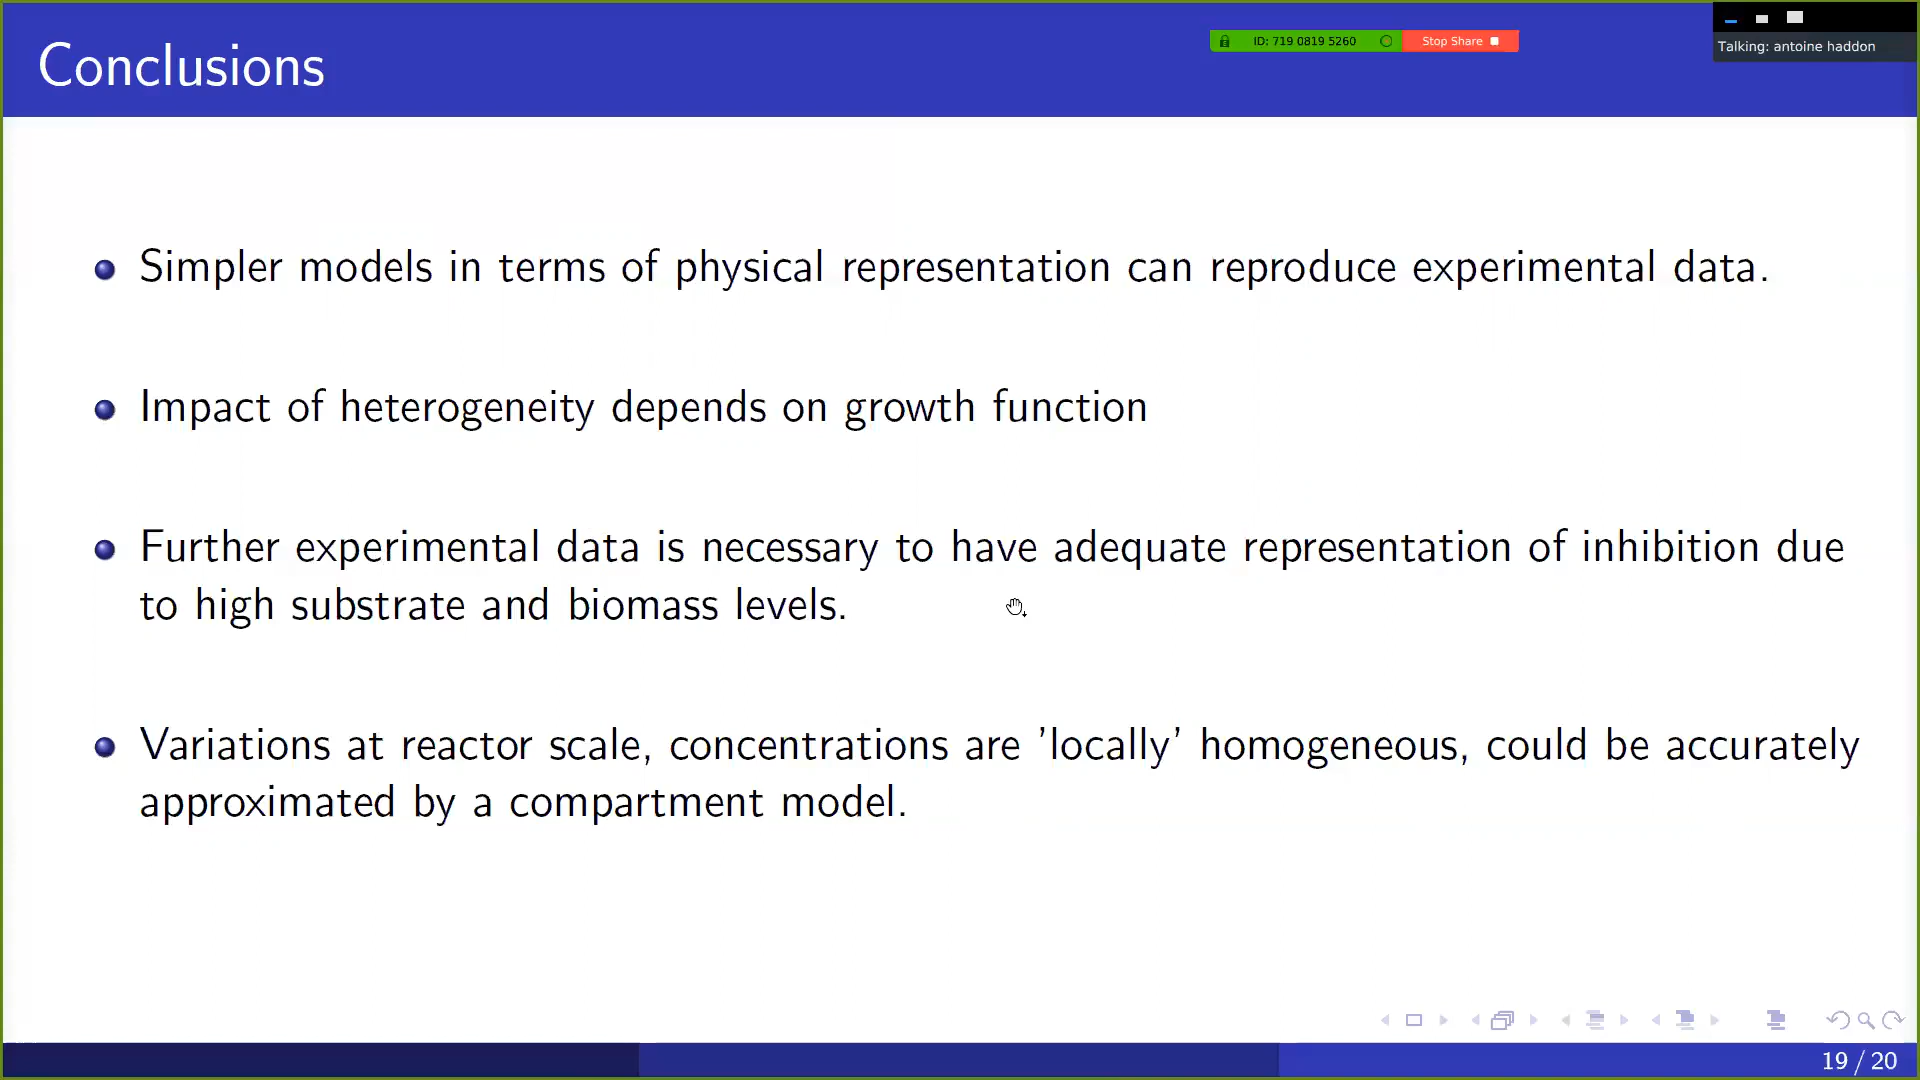 Conclusions
ID: 719 0819 5260
Stop Share
Talking: antoine haddon
Simpler models in terms of physical representation can reproduce experimental data.
Impact of heterogeneity depends on growth function
Further experimental data is necessary to have adequate representation of inhibition due
to high substrate and biomass levels.
Variations at reactor scale, concentrations are 'locally' homogeneous, could be accurately
approximated by a compartment model.
19 / 20